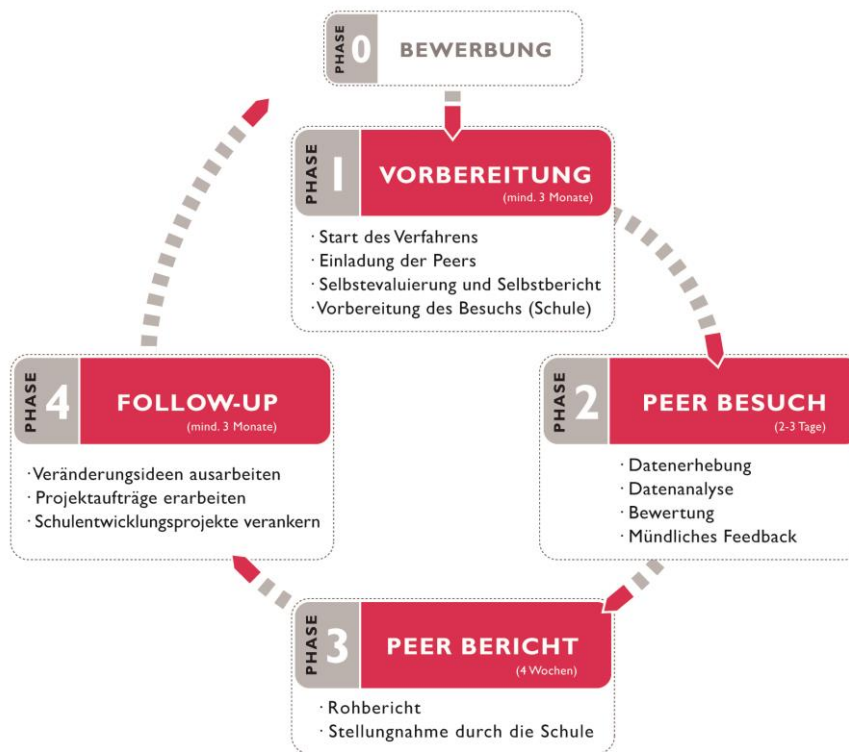 PHASE 0 BEWERBUNG
PHASE 1 VORBEREITUNG
(mind. 3 Monate)
· Start des Verfahrens
· Einladung der Peers
· Selbstevaluierung und Selbstbericht
· Vorbereitung des Besuchs (Schule)
PHASE 2 PEER BESUCH
(2-3 Tage)
· Datenerhebung
· Datenanalyse
· Bewertung
· Mündliches Feedback
PHASE 3 PEER BERICHT
(4 Wochen)
· Rohbericht
· Stellungnahme durch die Schule
PHASE 4 FOLLOW-UP
(mind. 3 Monate)
· Veränderungsideen ausarbeiten
· Projektaufträge erarbeiten
· Schulentwicklungsprojekte verankern